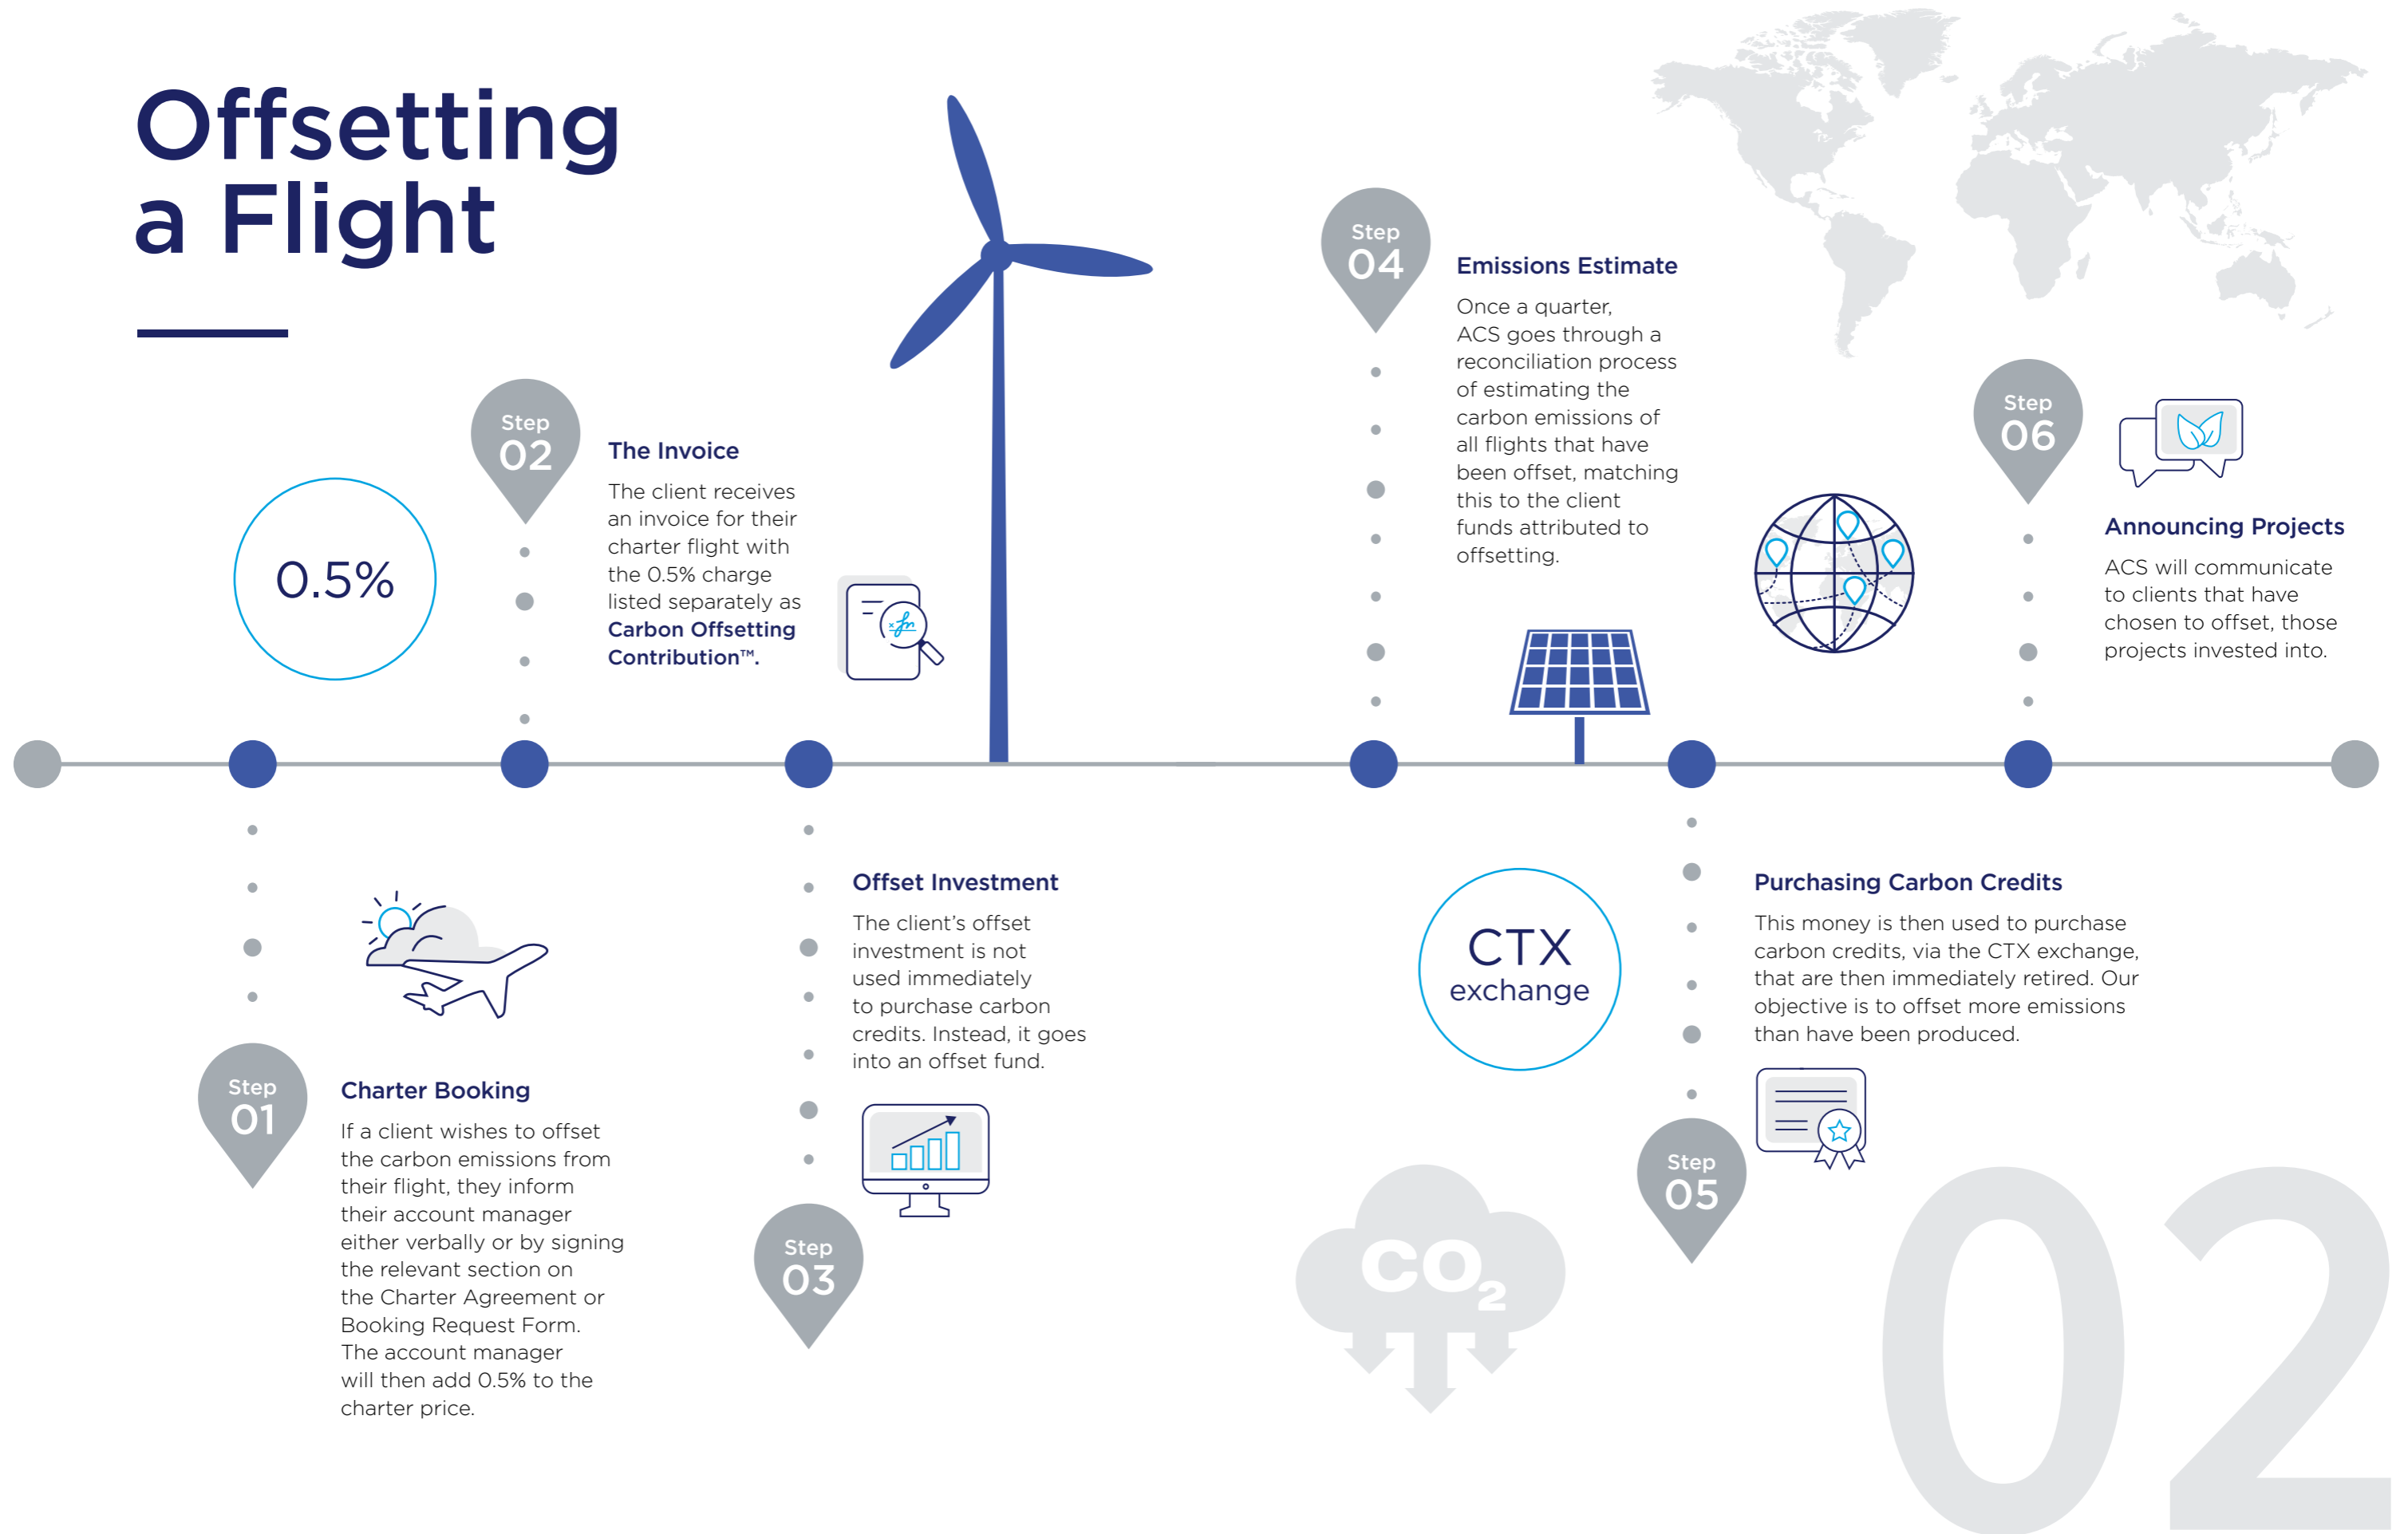 Offsetting
a Flight
0.5%
Step
01
Charter Booking
If a client wishes to offset
the carbon emissions from
their flight, they inform
their account manager
either verbally or by signing
the relevant section on
the Charter Agreement or
Booking Request Form.
The account manager
will then add 0.5% to the
charter price.
Step
02
The Invoice
The client receives
an invoice for their
charter flight with
the 0.5% charge
listed separately as
Carbon Offsetting
Contribution™.
Step
03
Offset Investment
The client’s offset
investment is not
used immediately
to purchase carbon
credits. Instead, it goes
into an offset fund.
Step
04
Emissions Estimate
Once a quarter,
ACS goes through a
reconciliation process
of estimating the
carbon emissions of
all flights that have
been offset, matching
this to the client
funds attributed to
offsetting.
CTX
exchange
Step
05
Purchasing Carbon Credits
This money is then used to purchase
carbon credits, via the CTX exchange,
that are then immediately retired. Our
objective is to offset more emissions
than have been produced.
Step
06
Announcing Projects
ACS will communicate
to clients that have
chosen to offset, those
projects invested into.
CO2
02